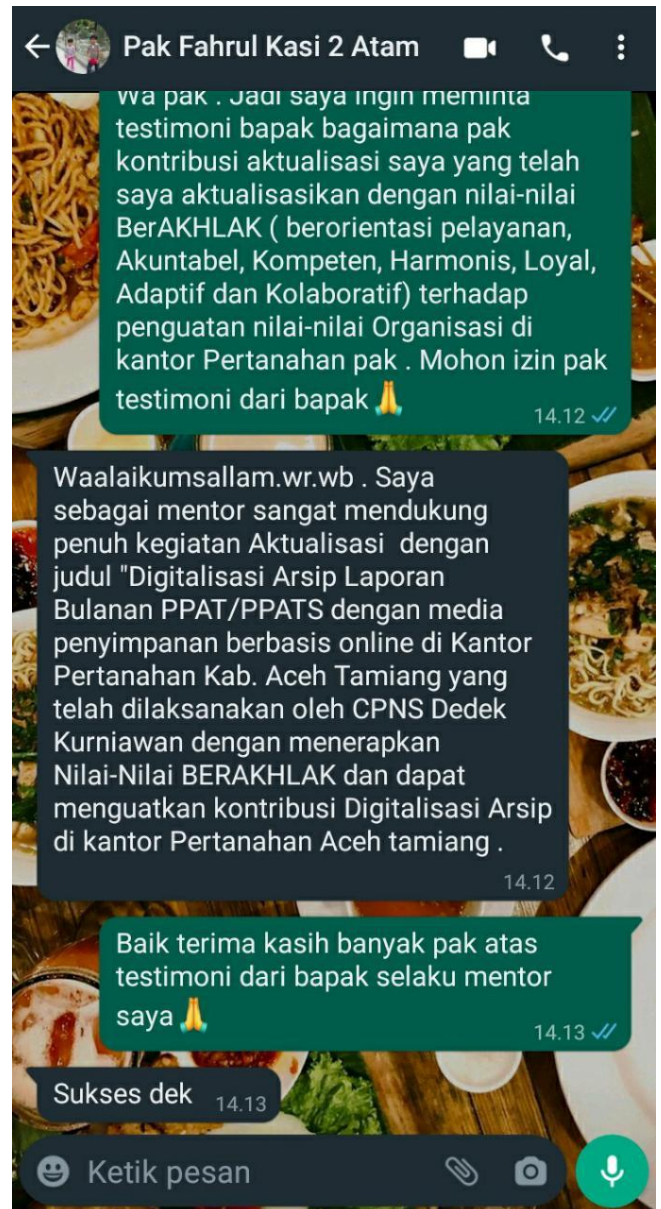 Pak Fahrul Kasi 2 Atam
Wa pak . Jadi saya ingin meminta
testimoni bapak bagaimana pak
kontribusi aktualisasi saya yang telah
saya aktualisasikan dengan nilai-nilai
BerAKHLAK ( berorientasi pelayanan,
Akuntabel, Kompeten, Harmonis, Loyal,
Adaptif dan Kolaboratif) terhadap
penguatan nilai-nilai Organisasi di
kantor Pertanahan pak . Mohon izin pak
testimoni dari bapak 🙏
14.12
Waalaikumsallam.wr.wb . Saya
sebagai mentor sangat mendukung
penuh kegiatan Aktualisasi  dengan
judul "Digitalisasi Arsip Laporan
Bulanan PPAT/PPATS dengan media
penyimpanan berbasis online di Kantor
Pertanahan Kab. Aceh Tamiang yang
telah dilaksanakan oleh CPNS Dedek
Kurniawan dengan menerapkan
Nilai-Nilai BERAKHLAK dan dapat
menguatkan kontribusi Digitalisasi Arsip
di kantor Pertanahan Aceh tamiang .
14.12
Baik terima kasih banyak pak atas
testimoni dari bapak selaku mentor
saya 🙏
14.13
Sukses dek 14.13
Ketik pesan